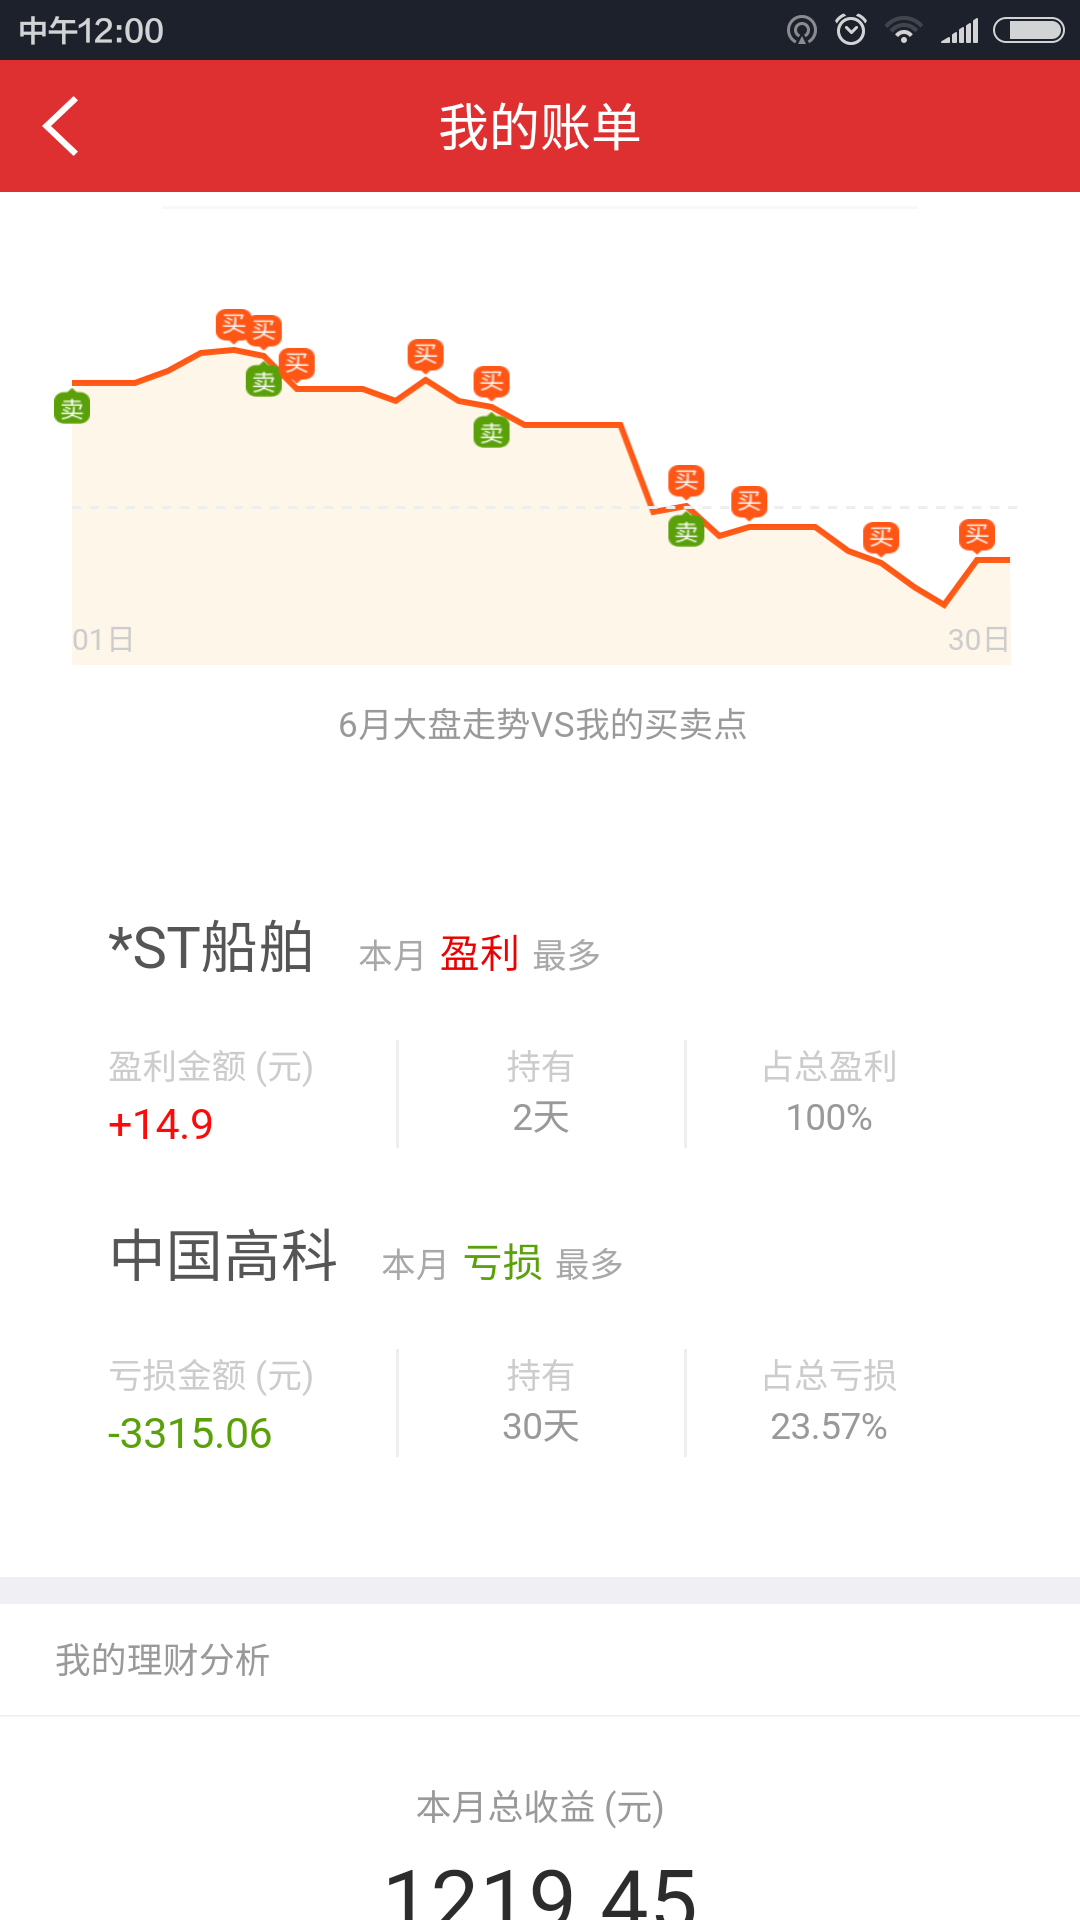 中午12:00
我的账单
买 买 买 买 买 买 买 买 买
卖 卖 卖 卖
01日 30日
6月大盘走势VS我的买卖点
*ST船舶 本月 盈利 最多
盈利金额 (元) 持有 占总盈利
+14.9 2天 100%
中国高科 本月 亏损 最多
亏损金额 (元) 持有 占总亏损
-3315.06 30天 23.57%
我的理财分析
本月总收益 (元)
1219.45